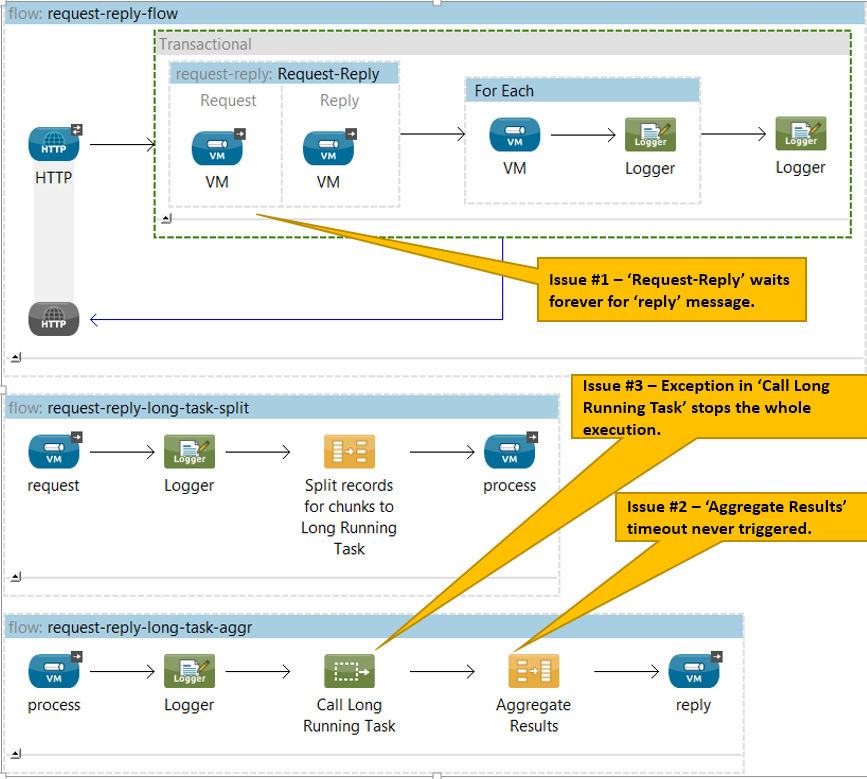 flow: request-reply-flow
Transactional
request-reply: Request-Reply
Request
Reply
VM
VM
VM
VM
For Each
VM
VM
Logger
Logger
Logger
Logger
HTTP
HTTP
HTTP
Issue #1 – ‘Request-Reply’ waits
forever for ‘reply’ message.
Issue #3 – Exception in ‘Call Long
Running Task’ stops the whole
execution.
flow: request-reply-long-task-split
VM
request
Logger
Logger
Split records
for chunks to
Long Running
Task
VM
process
Issue #2 – ‘Aggregate Results’
timeout never triggered.
flow: request-reply-long-task-aggr
VM
process
Logger
Logger
Call Long
Running Task
Aggregate
Results
VM
reply